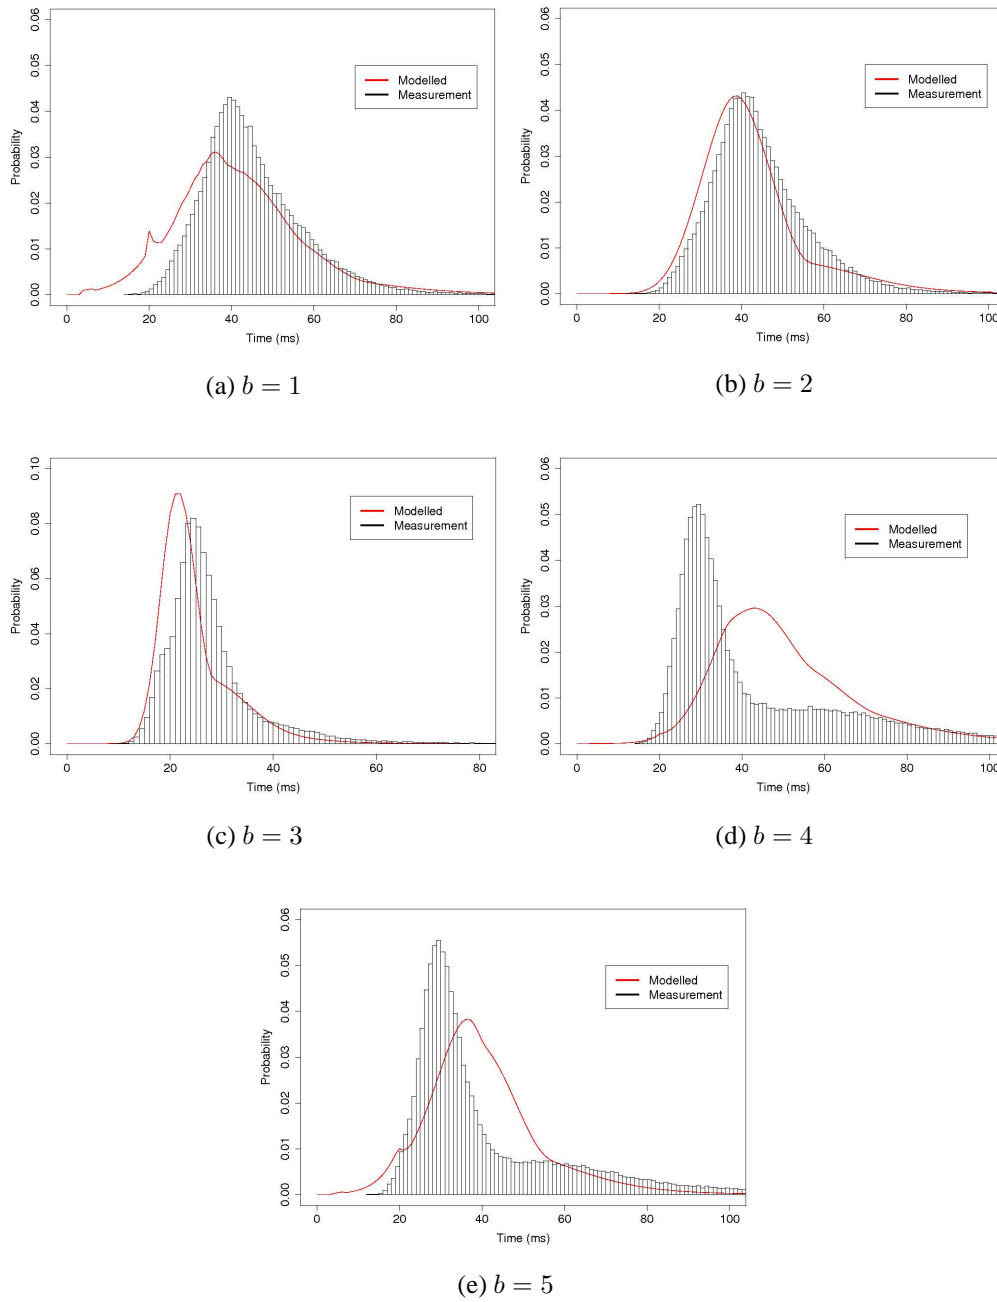 0.06
0.05
0.04
0.03
0.02
0.01
0.00
Probability
Modelled
Measurement
0 20 40 60 80 100
Time (ms)
(a) b = 1
0.06
0.05
0.04
0.03
0.02
0.01
0.00
Probability
Modelled
Measurement
0 20 40 60 80 100
Time (ms)
(b) b = 2
0.10
0.08
0.06
0.04
0.02
0.00
Probability
Modelled
Measurement
0 20 40 60 80
Time (ms)
(c) b = 3
0.06
0.05
0.04
0.03
0.02
0.01
0.00
Probability
Modelled
Measurement
0 20 40 60 80 100
Time (ms)
(d) b = 4
0.06
0.05
0.04
0.03
0.02
0.01
0.00
Probability
Modelled
Measurement
0 20 40 60 80 100
Time (ms)
(e) b = 5